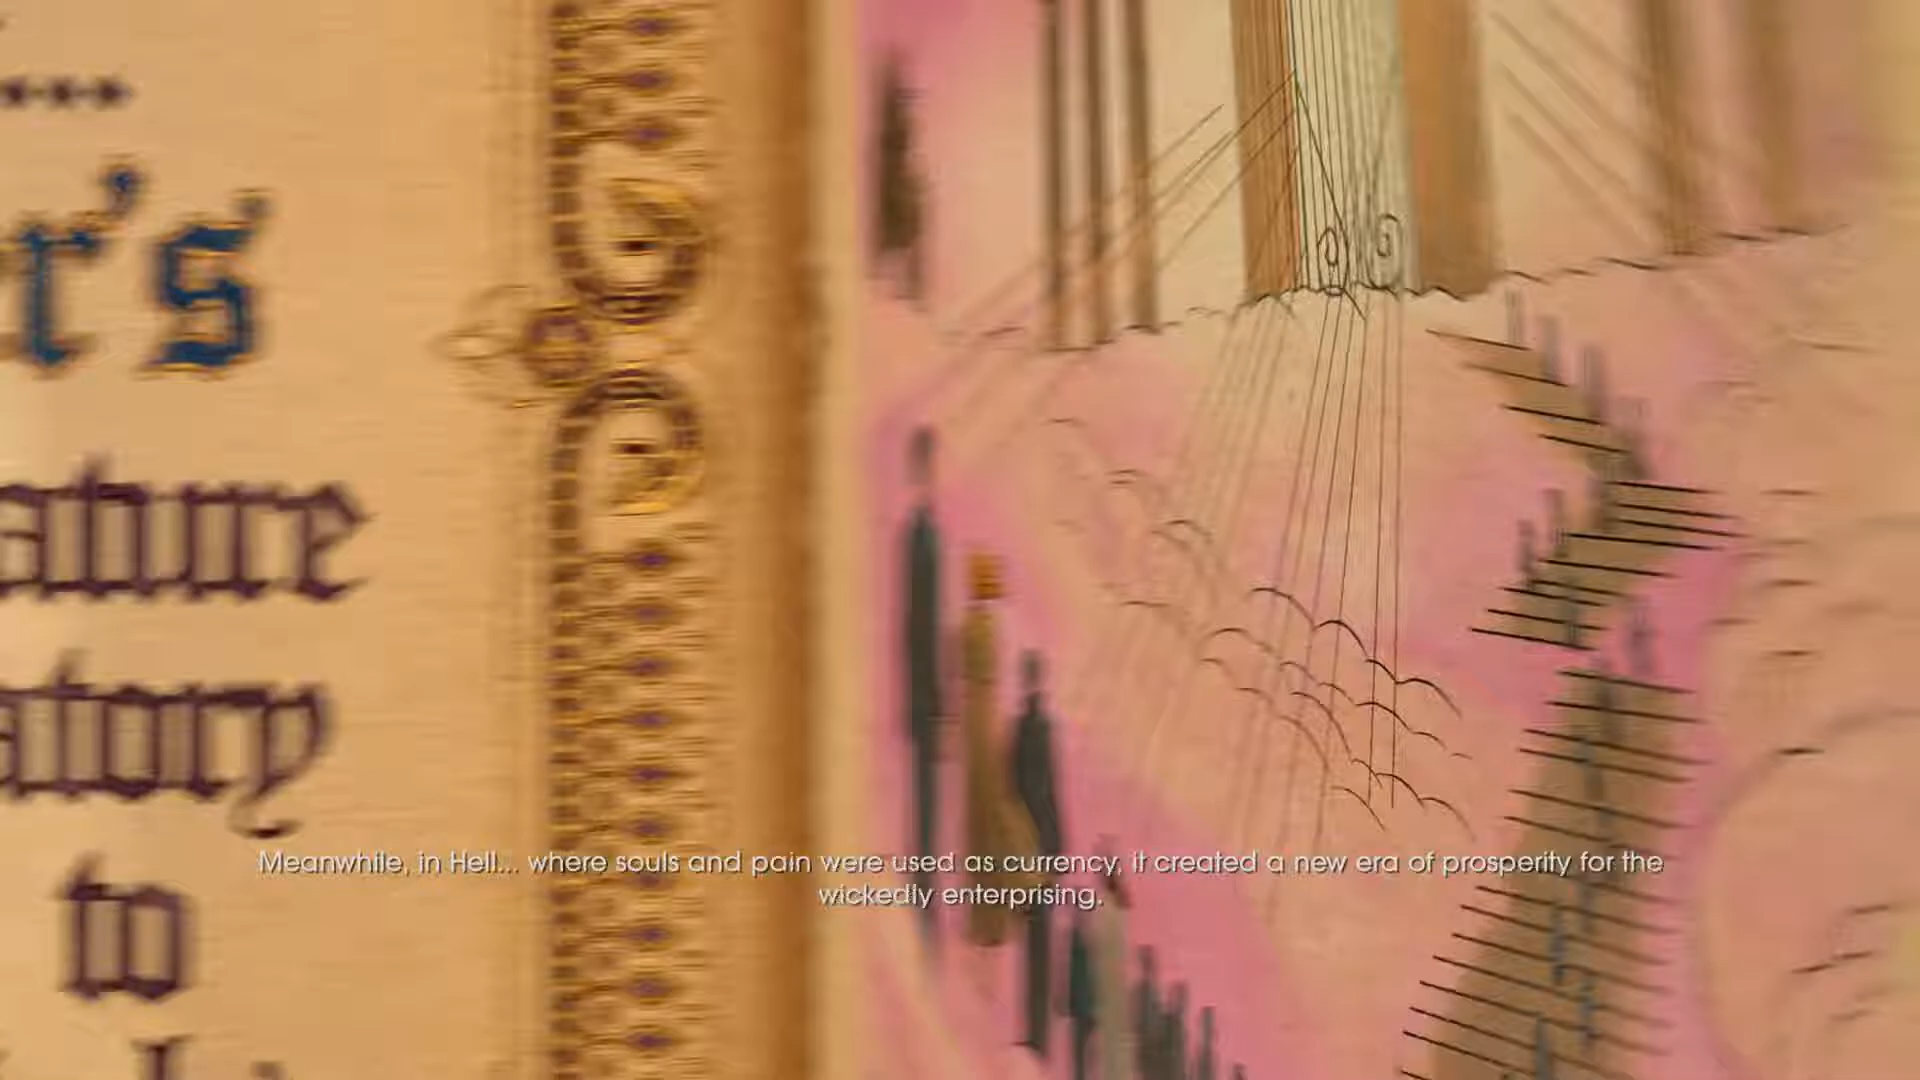 r's
ature
atory
to
Meanwhile, in Hell... where souls and pain were used as currency, it created a new era of prosperity for the
wickedly enterprising.